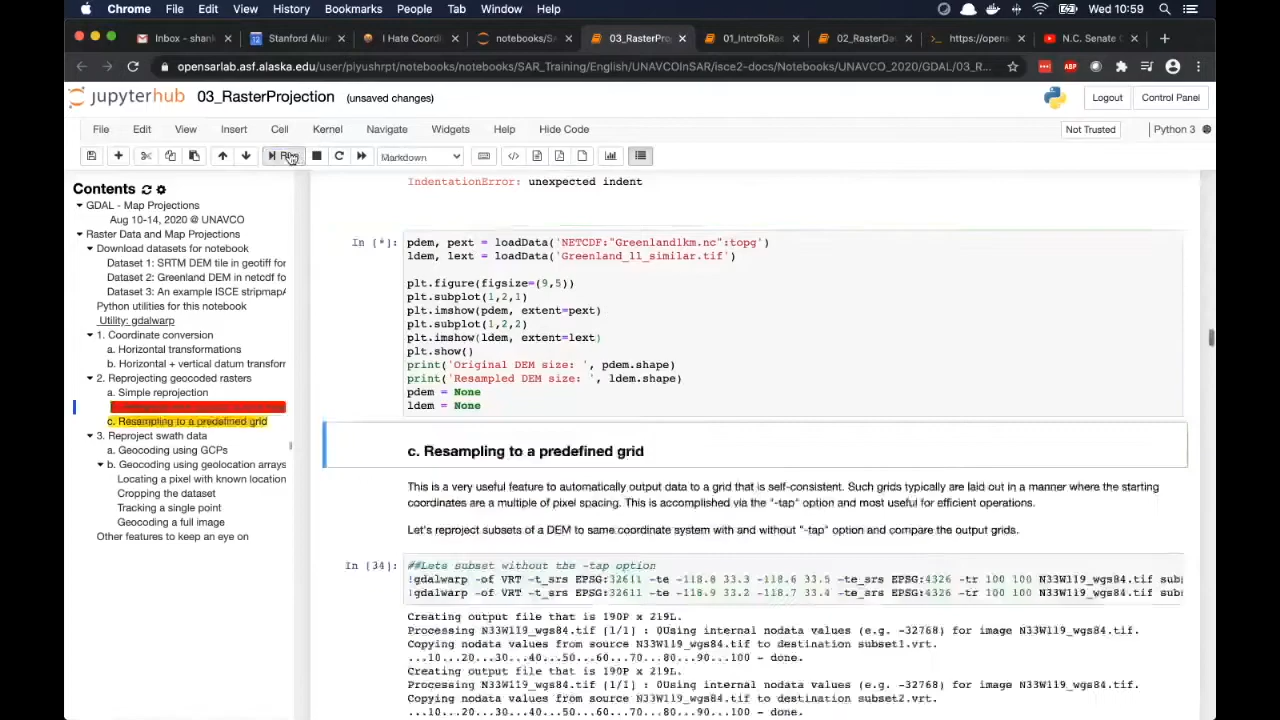 Chrome File Edit View History Bookmarks People Tab Window Help Wed 10:59
Inbox - shank
Stanford Alum
I Hate Coordi
notebooks/SA
03_RasterPro
01_IntroToRas
02_RasterDat
https://opens
N.C. Senate C
opensarlab.asf.alaska.edu/user/piyushrpt/notebooks/notebooks/SAR_Training/English/UNAVCOInSAR/isce2-docs/Notebooks/UNAVCO_2020/GDAL/03_R...
jupyterhub 03_RasterProjection (unsaved changes) Logout Control Panel
File Edit View Insert Cell Kernel Navigate Widgets Help Hide Code Not Trusted Python 3
Markdown
Contents
GDAL - Map Projections
Aug 10-14, 2020 @ UNAVCO
Raster Data and Map Projections
Download datasets for notebook
Dataset 1: SRTM DEM tile in geotiff for
Dataset 2: Greenland DEM in netcdf fo
Dataset 3: An example ISCE stripmapA
Python utilities for this notebook
Utility: gdalwarp
1. Coordinate conversion
a. Horizontal transformations
b. Horizontal + vertical datum transform
2. Reprojecting geocoded rasters
a. Simple reprojection
c. Resampling to a predefined grid
3. Reproject swath data
a. Geocoding using GCPs
b. Geocoding using geolocation arrays
Locating a pixel with known location
Cropping the dataset
Tracking a single point
Geocoding a full image
Other features to keep an eye on
IndentationError: unexpected indent
In [*]:
pdem, pext = loadData('NETCDF:"Greenland1km.nc":topg')
ldem, lext = loadData('Greenland_ll_similar.tif')
plt.figure(figsize=(9,5))
plt.subplot(1,2,1)
plt.imshow(pdem, extent=pext)
plt.subplot(1,2,2)
plt.imshow(ldem, extent=lext)
plt.show()
print('Original DEM size: ', pdem.shape)
print('Resampled DEM size: ', ldem.shape)
pdem = None
ldem = None
c. Resampling to a predefined grid
This is a very useful feature to automatically output data to a grid that is self-consistent. Such grids typically are laid out in a manner where the starting
coordinates are a multiple of pixel spacing. This is accomplished via the "-tap" option and most useful for efficient operations.
Let's reproject subsets of a DEM to same coordinate system with and without "-tap" option and compare the output grids.
In [34]:
##Lets subset without the -tap option
!gdalwarp -of VRT -t_srs EPSG:32611 -te -118.8 33.3 -118.6 33.5 -te_srs EPSG:4326 -tr 100 100 N33W119_wgs84.tif sub
!gdalwarp -of VRT -t_srs EPSG:32611 -te -118.9 33.2 -118.7 33.4 -te_srs EPSG:4326 -tr 100 100 N33W119_wgs84.tif sub
Creating output file that is 190P x 219L.
Processing N33W119_wgs84.tif [1/1] : 0Using internal nodata values (e.g. -32768) for image N33W119_wgs84.tif.
Copying nodata values from source N33W119_wgs84.tif to destination subset1.vrt.
...10...20...30...40...50...60...70...80...90...100 - done.
Creating output file that is 190P x 219L.
Processing N33W119_wgs84.tif [1/1] : 0Using internal nodata values (e.g. -32768) for image N33W119_wgs84.tif.
Copying nodata values from source N33W119_wgs84.tif to destination subset2.vrt.
...10...20...30...40...50...60...70...80...90...100 - done.